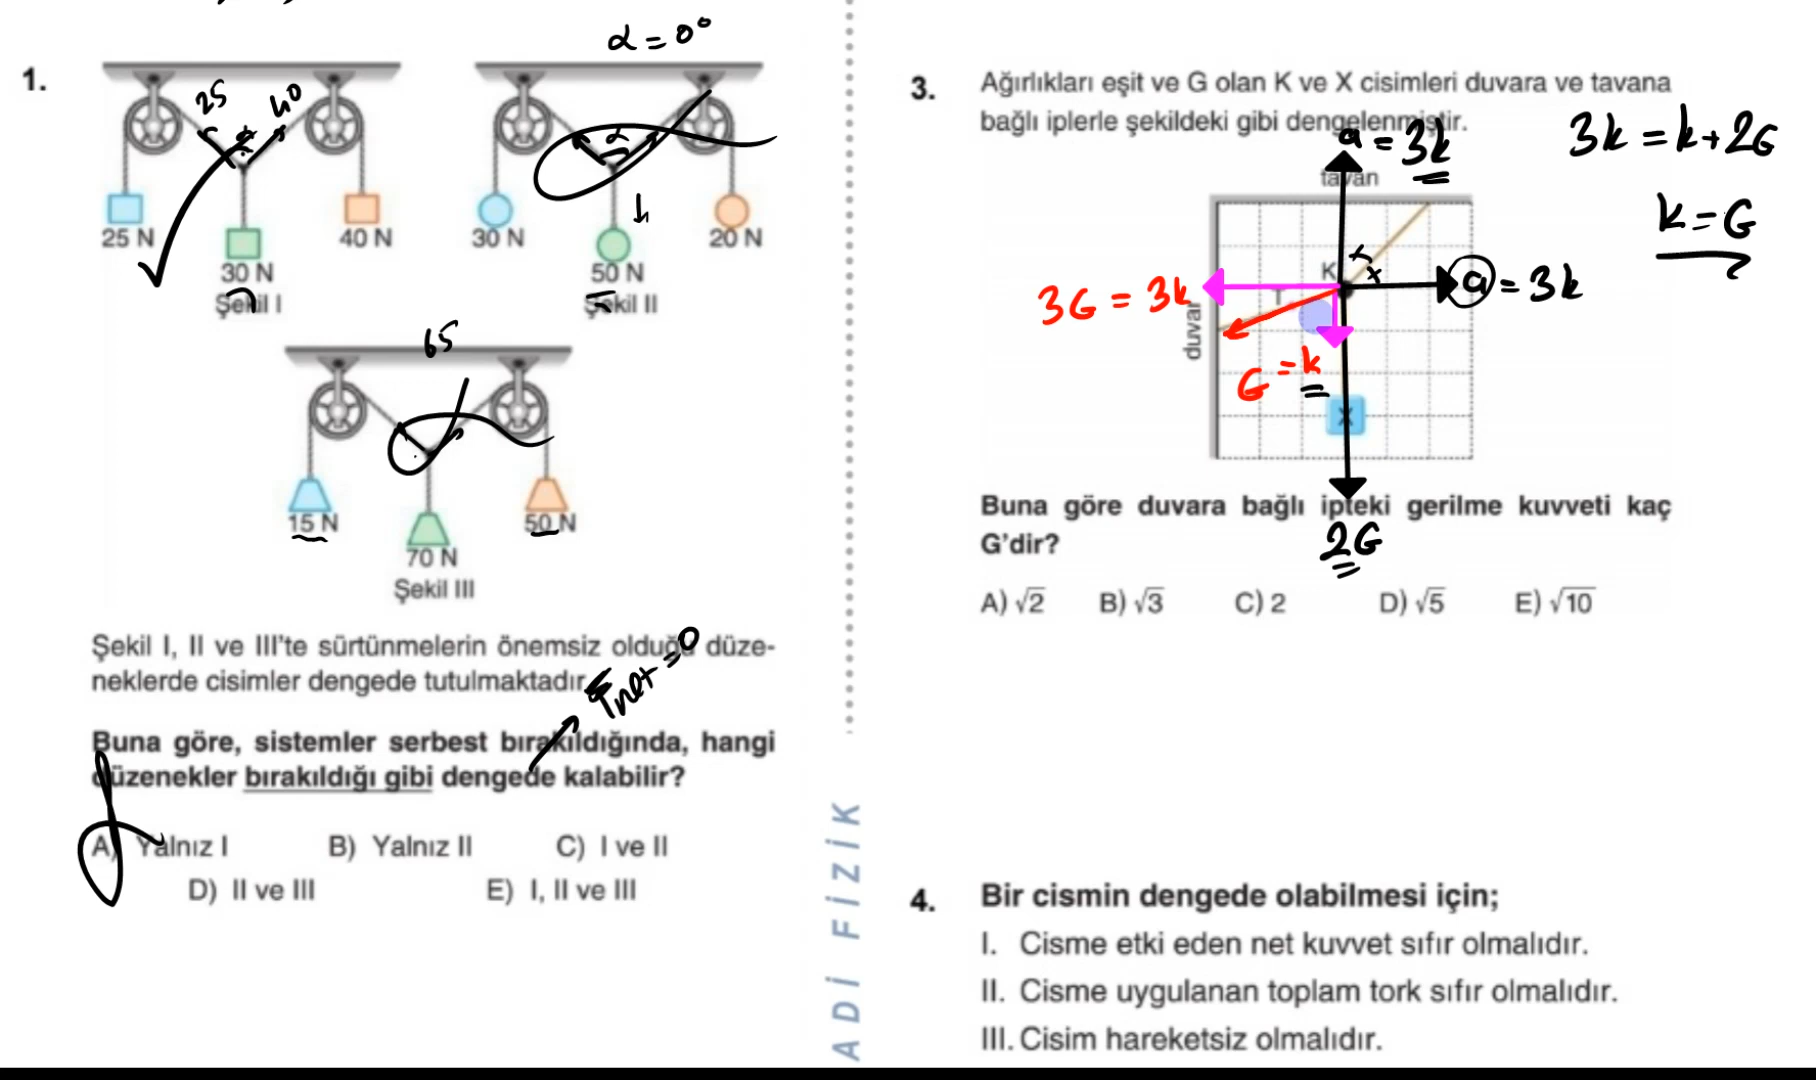 1.
α = 0°
25
40
α
α
25 N
40 N
30 N
Şekil I
30 N
20 N
50 N
Şekil II
65
15 N
50 N
70 N
Şekil III
Şekil I, II ve III'te sürtünmelerin önemsiz olduğu düze-
neklerde cisimler dengede tutulmaktadır.
Fnet = 0
Buna göre, sistemler serbest bırakıldığında, hangi
düzenekler bırakıldığı gibi dengede kalabilir?
A) Yalnız I B) Yalnız II C) I ve II
D) II ve III E) I, II ve III
ADİ FİZİK
3. Ağırlıkları eşit ve G olan K ve X cisimleri duvara ve tavana
bağlı iplerle şekildeki gibi dengelenmiştir.
a = 3k
3k = k + 2G
k = G
tavan
K
x
a = 3k
3G = 3k
T
duvar
G = k
X
2G
Buna göre duvara bağlı ipteki gerilme kuvveti kaç
G'dir?
A) √2 B) √3 C) 2 D) √5 E) √10
4. Bir cismin dengede olabilmesi için;
I. Cisme etki eden net kuvvet sıfır olmalıdır.
II. Cisme uygulanan toplam tork sıfır olmalıdır.
III. Cisim hareketsiz olmalıdır.